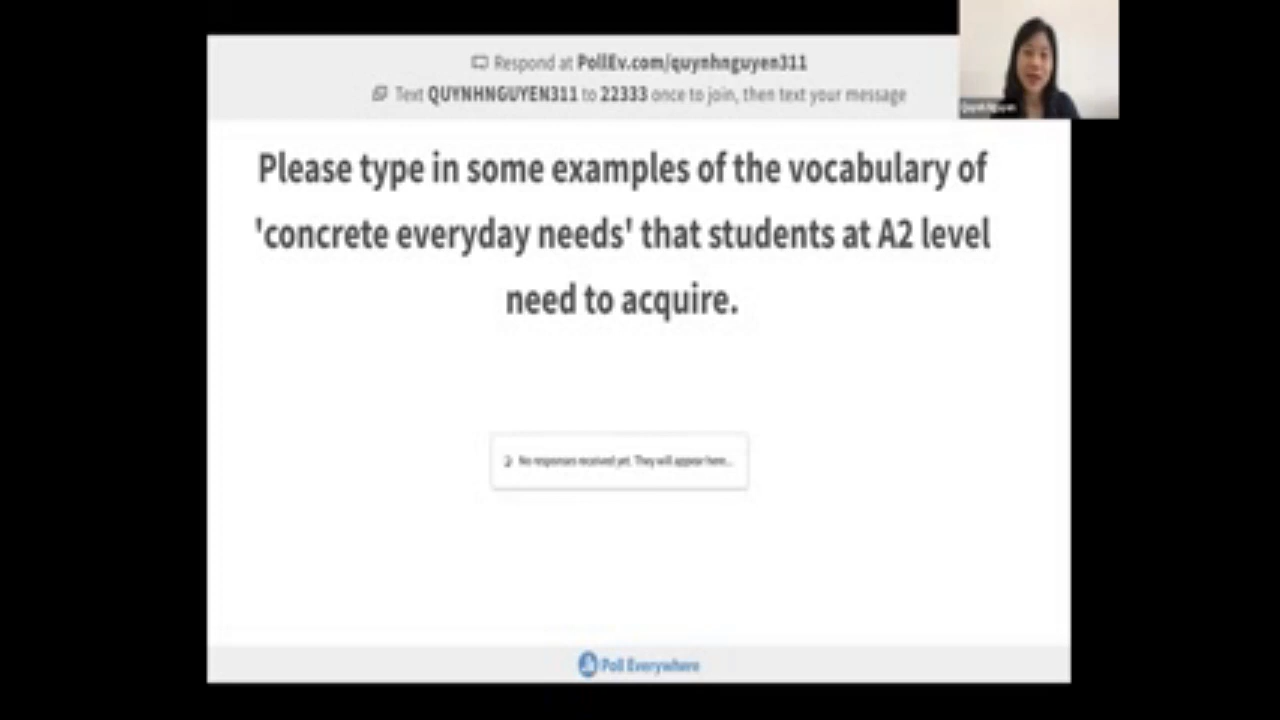 Respond at PollEv.com/quynhnguyen311
Text QUYNHNGUYEN311 to 22333 once to join, then text your message
Quynh Nguyen
Please type in some examples of the vocabulary of
'concrete everyday needs' that students at A2 level
need to acquire.
No responses received yet. They will appear here...
Poll Everywhere